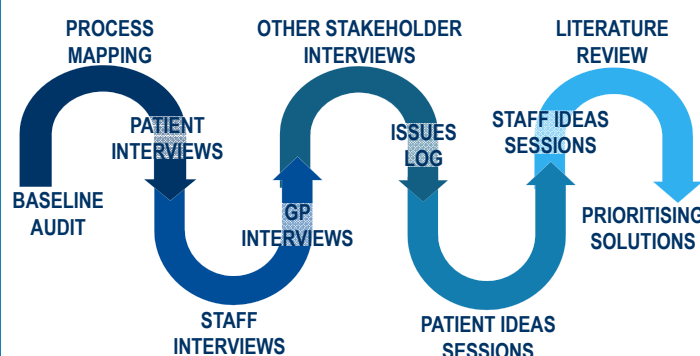 PROCESS
MAPPING
OTHER STAKEHOLDER
INTERVIEWS
LITERATURE
REVIEW
PATIENT
INTERVIEWS
ISSUES
LOG
STAFF IDEAS
SESSIONS
BASELINE
AUDIT
GP
INTERVIEWS
PRIORITISING
SOLUTIONS
STAFF
INTERVIEWS
PATIENT IDEAS
SESSIONS